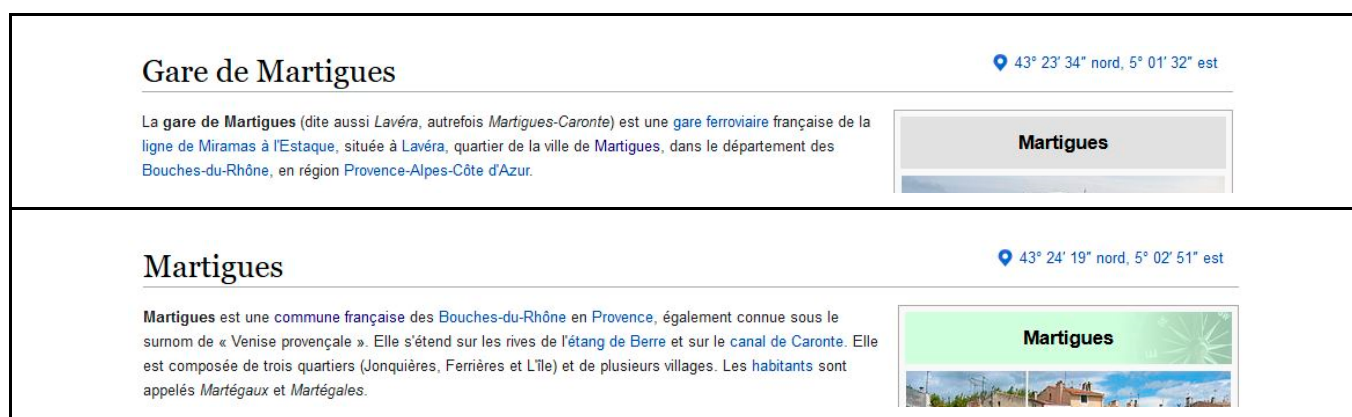 Gare de Martigues
43° 23′ 34″ nord, 5° 01′ 32″ est
La gare de Martigues (dite aussi Lavéra, autrefois Martigues-Caronte) est une gare ferroviaire française de la
ligne de Miramas à l'Estaque, située à Lavéra, quartier de la ville de Martigues, dans le département des
Bouches-du-Rhône, en région Provence-Alpes-Côte d'Azur.
Martigues
Martigues
43° 24′ 19″ nord, 5° 02′ 51″ est
Martigues est une commune française des Bouches-du-Rhône en Provence, également connue sous le
surnom de « Venise provençale ». Elle s'étend sur les rives de l'étang de Berre et sur le canal de Caronte. Elle
est composée de trois quartiers (Jonquières, Ferrières et L'île) et de plusieurs villages. Les habitants sont
appelés Martégaux et Martégales.
Martigues